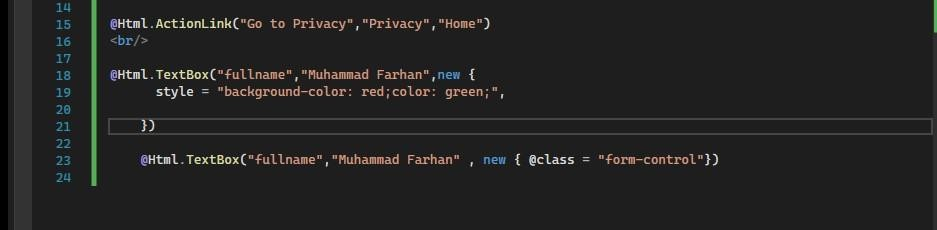 14
15 @Html.ActionLink("Go to Privacy","Privacy","Home")
16 <br/>
17
18 @Html.TextBox("fullname","Muhammad Farhan",new {
19 style = "background-color: red;color: green;",
20
21 })
22
23 @Html.TextBox("fullname","Muhammad Farhan" , new { @class = "form-control"})
24